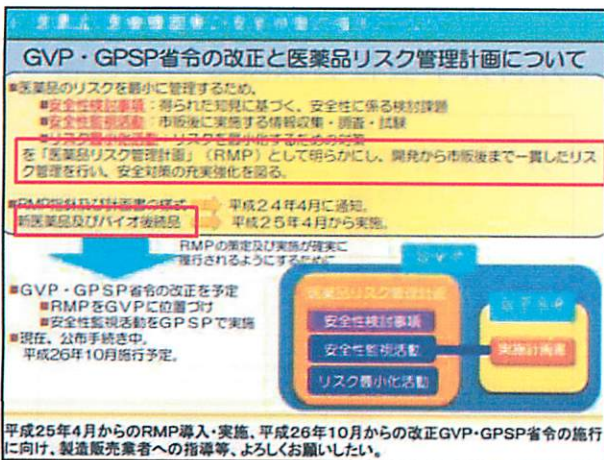 GVP・GPSP省令の改正と医薬品リスク管理計画について
■医薬品のリスクを最小に管理するため、
■安全性検討事項：得られた知見に基づく、安全性に係る検討課題
■安全性監視活動：市販後に実施する情報収集・調査・試験
■リスク最小化活動：リスクを最小化するための対策
を「医薬品リスク管理計画」（RMP）として明らかにし、開発から市販後まで一貫したリス
ク管理を行い、安全対策の充実強化を図る。
■RMP指針及び計画書の様式 平成24年4月に通知。
新医薬品及びバイオ後続品 平成25年4月から実施。
RMPの策定及び実施が確実に
履行されるようにするために
■GVP・GPSP省令の改正を予定
■RMPをGVPに位置づけ
■安全性監視活動をGPSPで実施
■現在、公布手続き中。
平成26年10月施行予定。
GVP
医薬品リスク管理計画
安全性検討事項
安全性監視活動
リスク最小化活動
GPSP
実施計画書
平成25年4月からのRMP導入・実施、平成26年10月からの改正GVP・GPSP省令の施行
に向け、製造販売業者への指導等、よろしくお願いしたい。